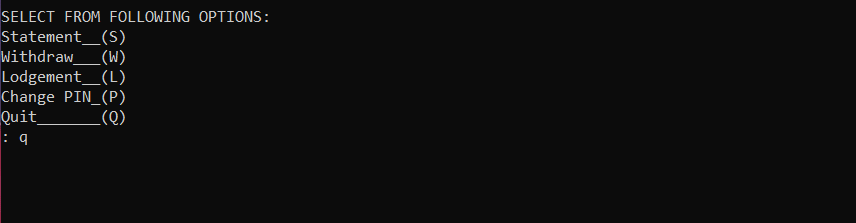 SELECT FROM FOLLOWING OPTIONS:
Statement__(S)
Withdraw___(W)
Lodgement__(L)
Change PIN_(P)
Quit_______(Q)
: q